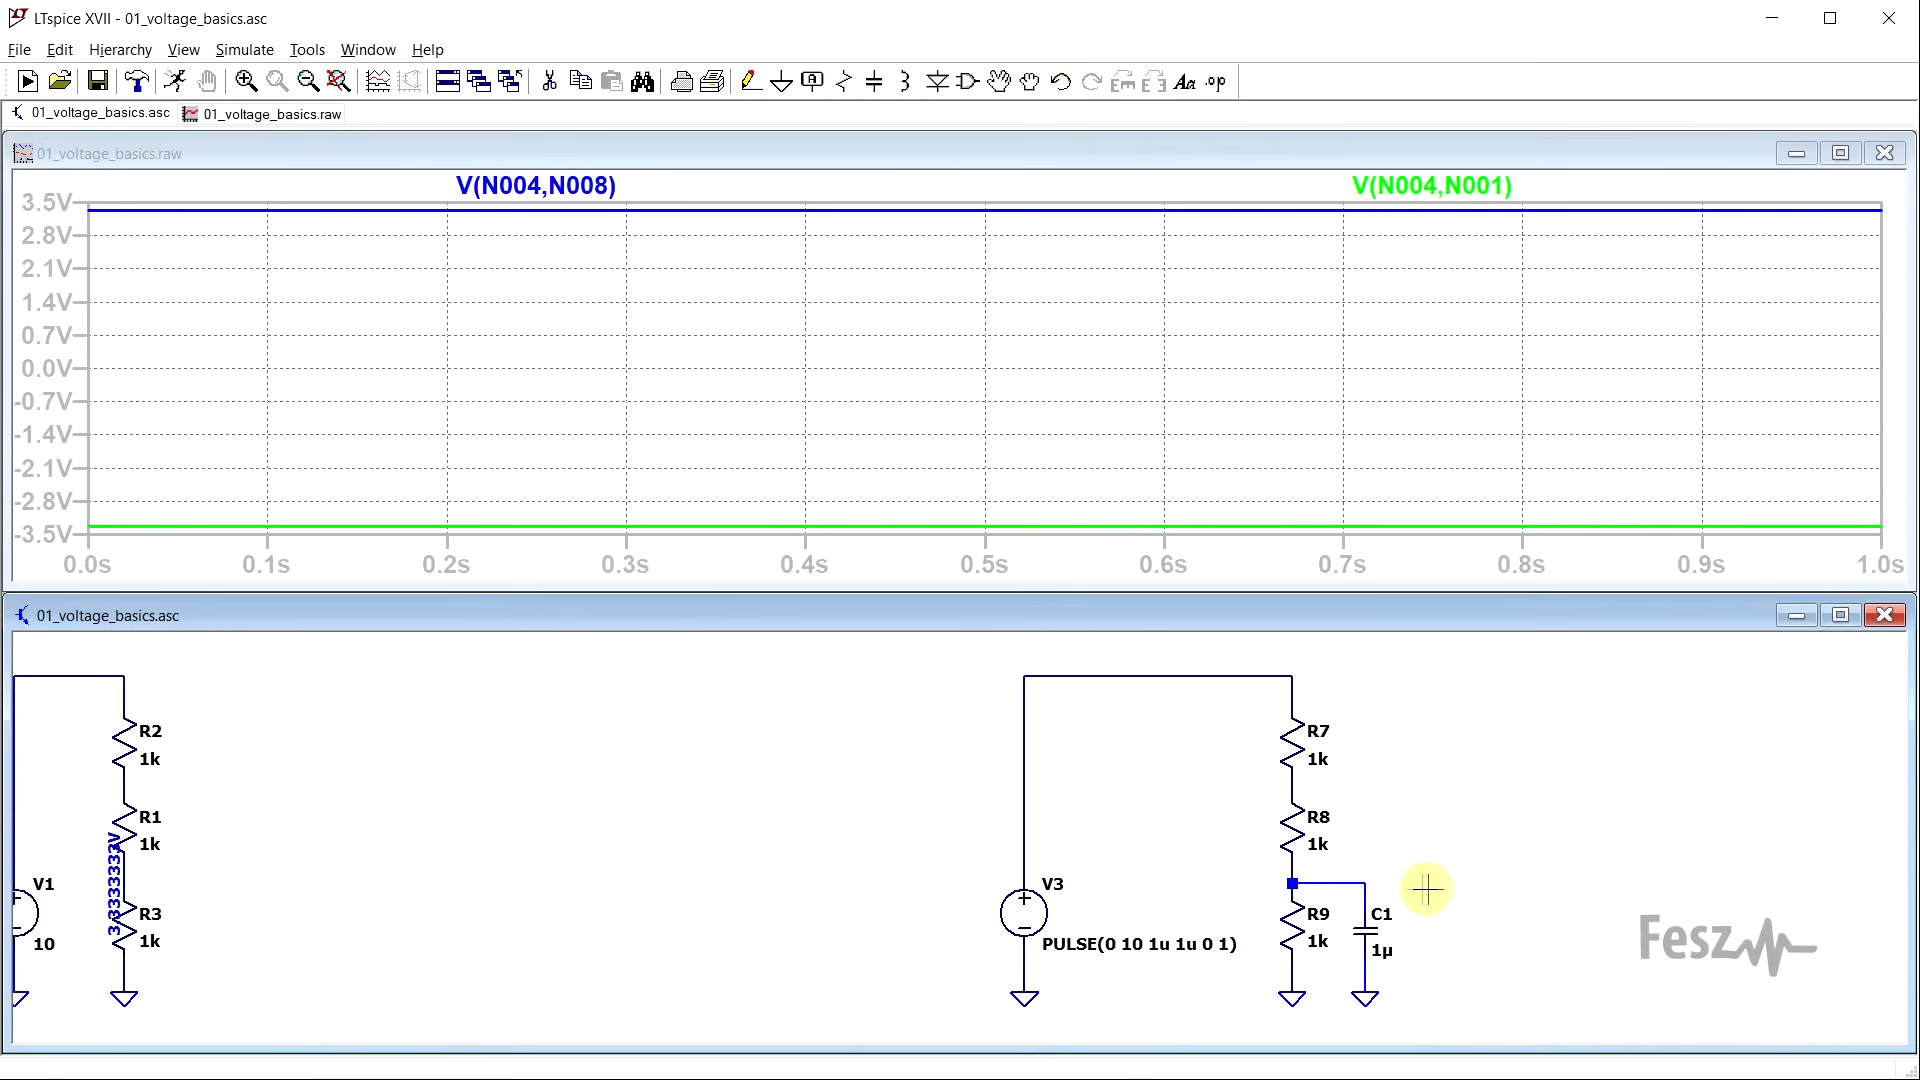 LTspice XVII - 01_voltage_basics.asc
File Edit Hierarchy View Simulate Tools Window Help
A Aa .op
01_voltage_basics.asc 01_voltage_basics.raw
01_voltage_basics.raw
V(N004,N008) V(N004,N001)
3.5V
2.8V
2.1V
1.4V
0.7V
0.0V
-0.7V
-1.4V
-2.1V
-2.8V
-3.5V
0.0s 0.1s 0.2s 0.3s 0.4s 0.5s 0.6s 0.7s 0.8s 0.9s 1.0s
01_voltage_basics.asc
R2
1k
R1
1k
3.3333333V
V1
10
R3
1k
R7
1k
R8
1k
V3
PULSE(0 10 1u 1u 0 1)
R9
1k
C1
1µ
Fesz